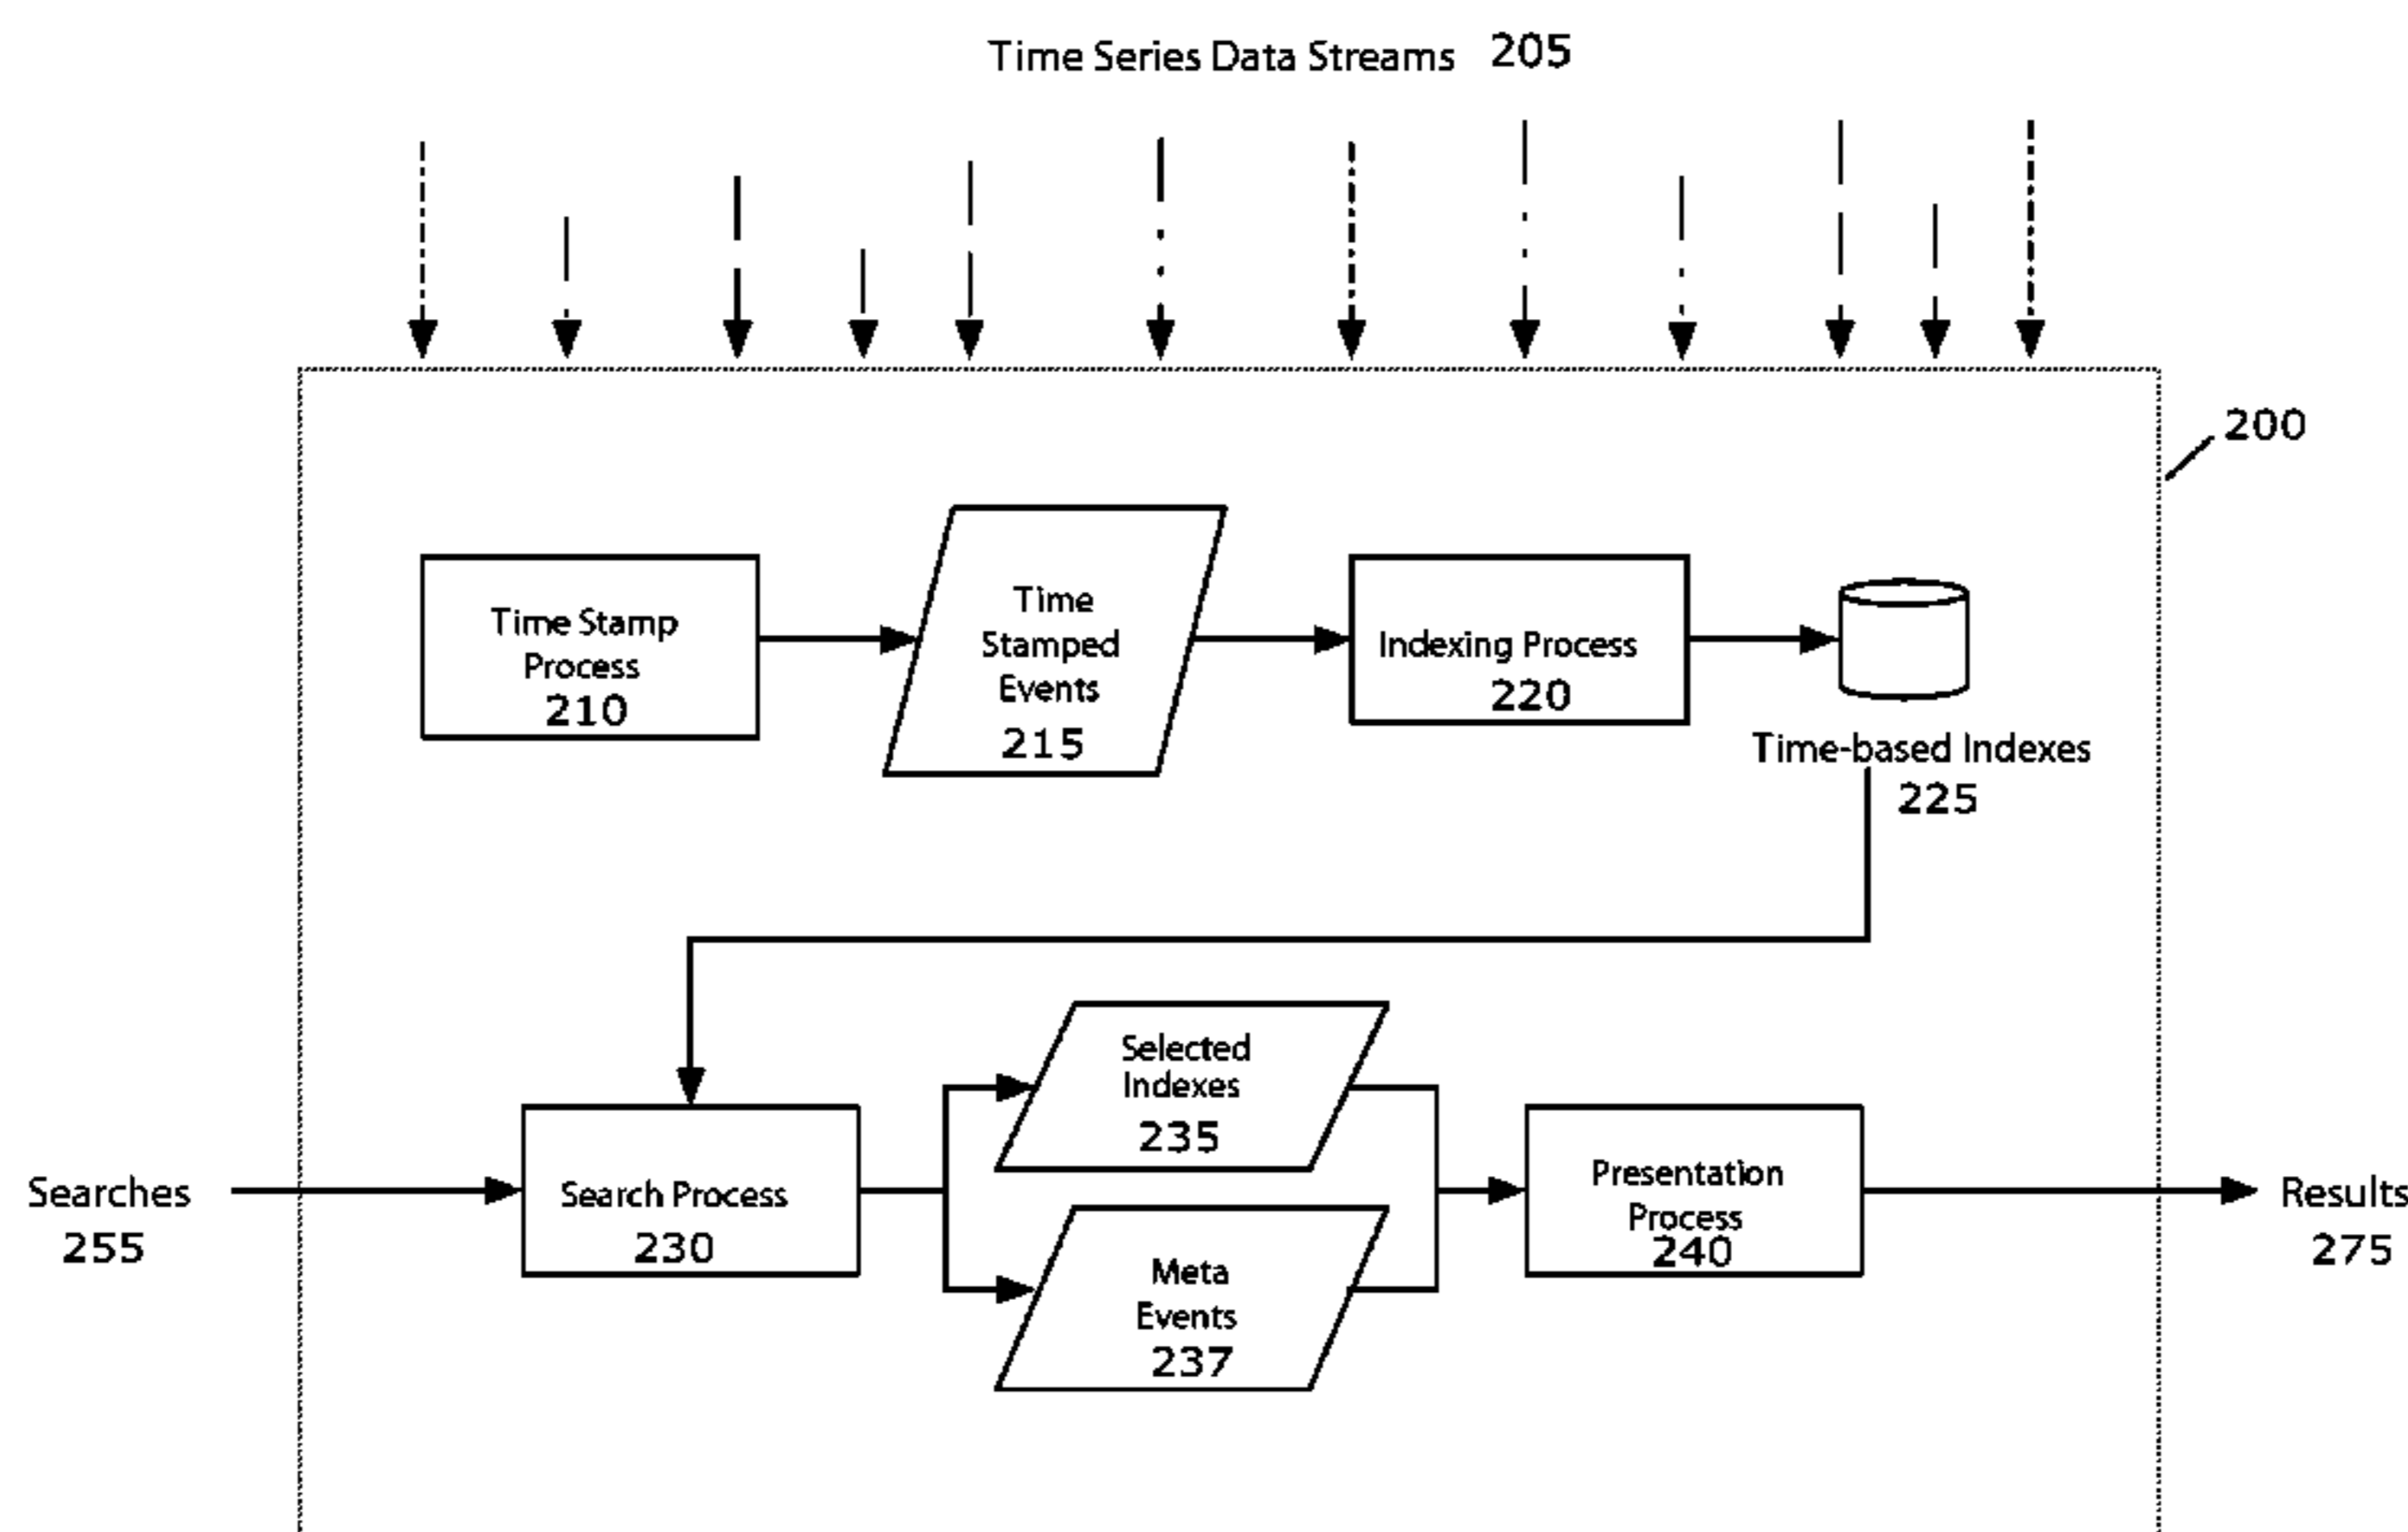 Time Series Data Streams 205
200
Time Stamp
Process
210
Time
Stamped
Events
215
Indexing Process
220
Time-based Indexes
225
Searches
255
Search Process
230
Selected
Indexes
235
Meta
Events
237
Presentation
Process
240
Results
275